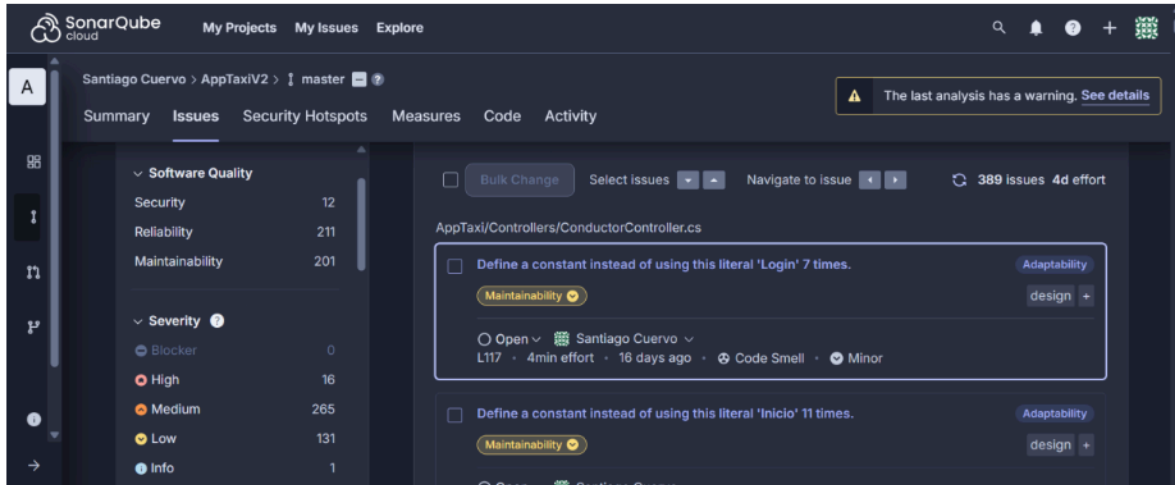 SonarQube cloud My Projects My Issues Explore
A
Santiago Cuervo > AppTaxiV2 > master
The last analysis has a warning. See details
Summary Issues Security Hotspots Measures Code Activity
Software Quality
Security 12
Reliability 211
Maintainability 201
Severity ?
Blocker 0
High 16
Medium 265
Low 131
Info 1
Bulk Change Select issues Navigate to issue 389 issues 4d effort
AppTaxi/Controllers/ConductorController.cs
Define a constant instead of using this literal 'Login' 7 times. Adaptability
Maintainability design +
Open Santiago Cuervo
L117 • 4min effort • 16 days ago • Code Smell • Minor
Define a constant instead of using this literal 'Inicio' 11 times. Adaptability
Maintainability design +
Open Santiago Cuervo